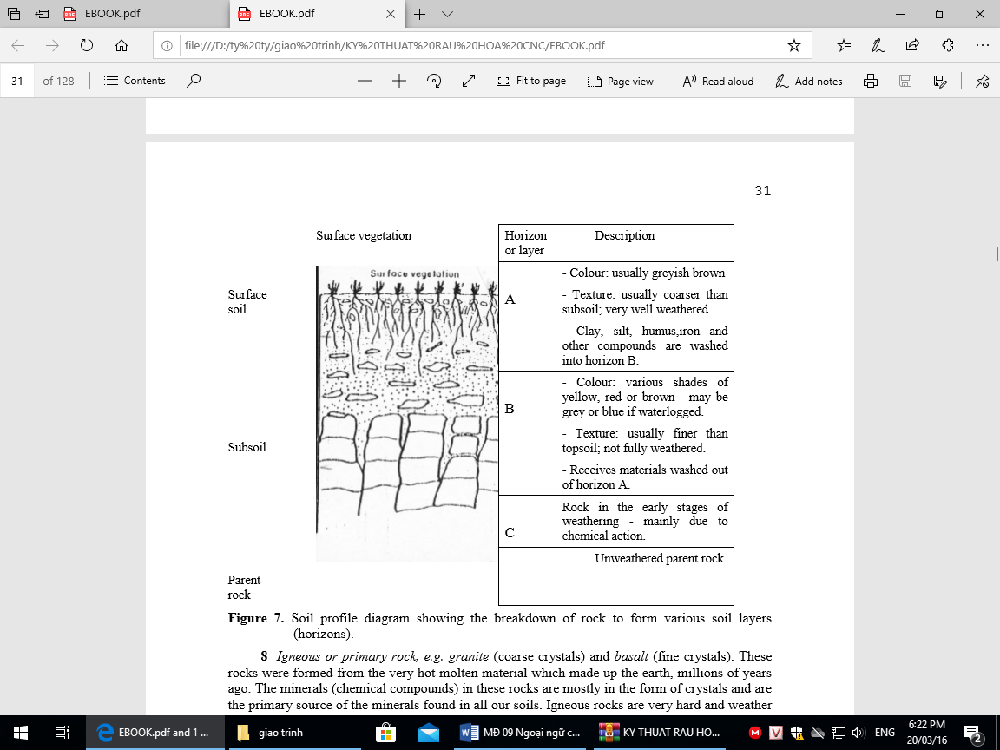 EBOOK.pdf
EBOOK.pdf
file:///D:/ty%20ty/giao%20trinh/KY%20THUAT%20RAU%20HOA%20CNC/EBOOK.pdf
31 of 128 Contents Fit to page Page view Read aloud Add notes
31
Surface vegetation
Surface vegetation
Surface
soil
Subsoil
Parent
rock
Horizon
or layer
Description
A
- Colour: usually greyish brown
- Texture: usually coarser than
subsoil; very well weathered
- Clay, silt, humus,iron and
other compounds are washed
into horizon B.
B
- Colour: various shades of
yellow, red or brown - may be
grey or blue if waterlogged.
- Texture: usually finer than
topsoil; not fully weathered.
- Receives materials washed out
of horizon A.
C
Rock in the early stages of
weathering - mainly due to
chemical action.
Unweathered parent rock
Figure 7. Soil profile diagram showing the breakdown of rock to form various soil layers
(horizons).
8 Igneous or primary rock, e.g. granite (coarse crystals) and basalt (fine crystals). These
rocks were formed from the very hot molten material which made up the earth, millions of years
ago. The minerals (chemical compounds) in these rocks are mostly in the form of crystals and are
the primary source of the minerals found in all our soils. Igneous rocks are very hard and weather
EBOOK.pdf and 1 ...
giao trinh
MĐ 09 Ngoại ngữ c...
KY THUAT RAU HO...
ENG
6:22 PM
20/03/16
2